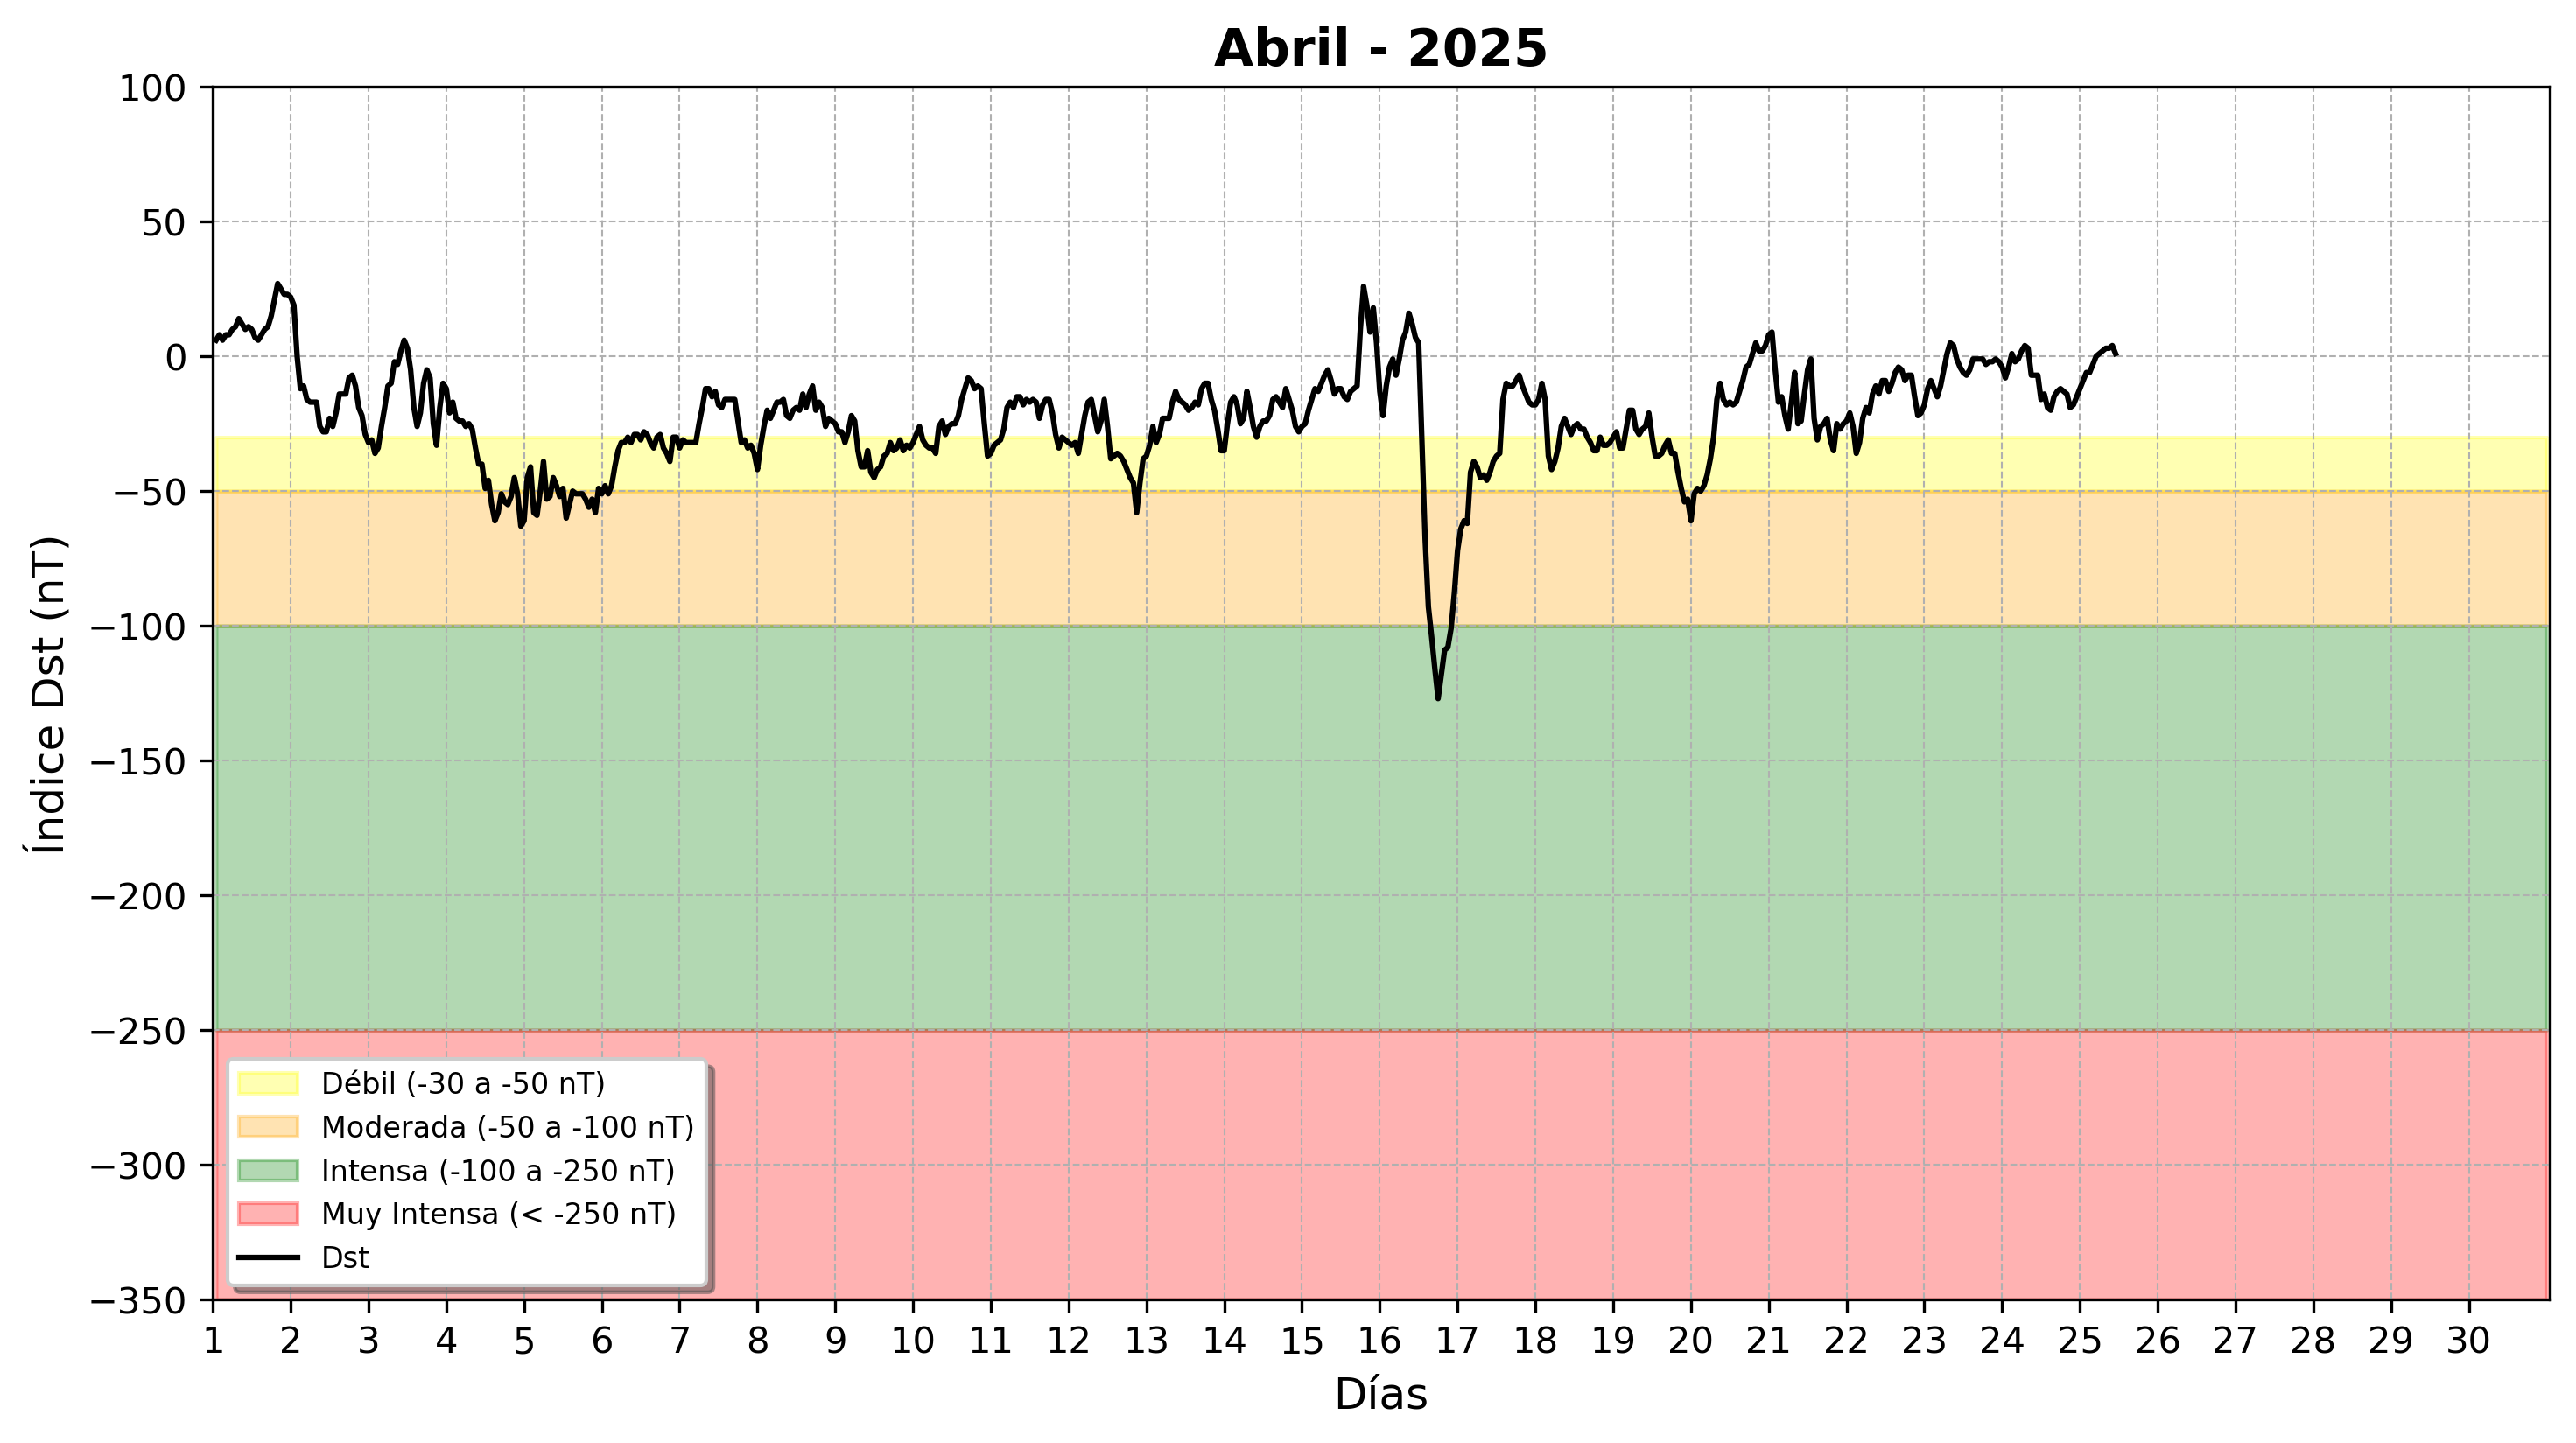 Abril - 2025
100
50
0
−50
−100
−150
−200
−250
−300
−350
Índice Dst (nT)
Débil (-30 a -50 nT)
Moderada (-50 a -100 nT)
Intensa (-100 a -250 nT)
Muy Intensa (< -250 nT)
Dst
1 2 3 4 5 6 7 8 9 10 11 12 13 14 15 16 17 18 19 20 21 22 23 24 25 26 27 28 29 30
Días